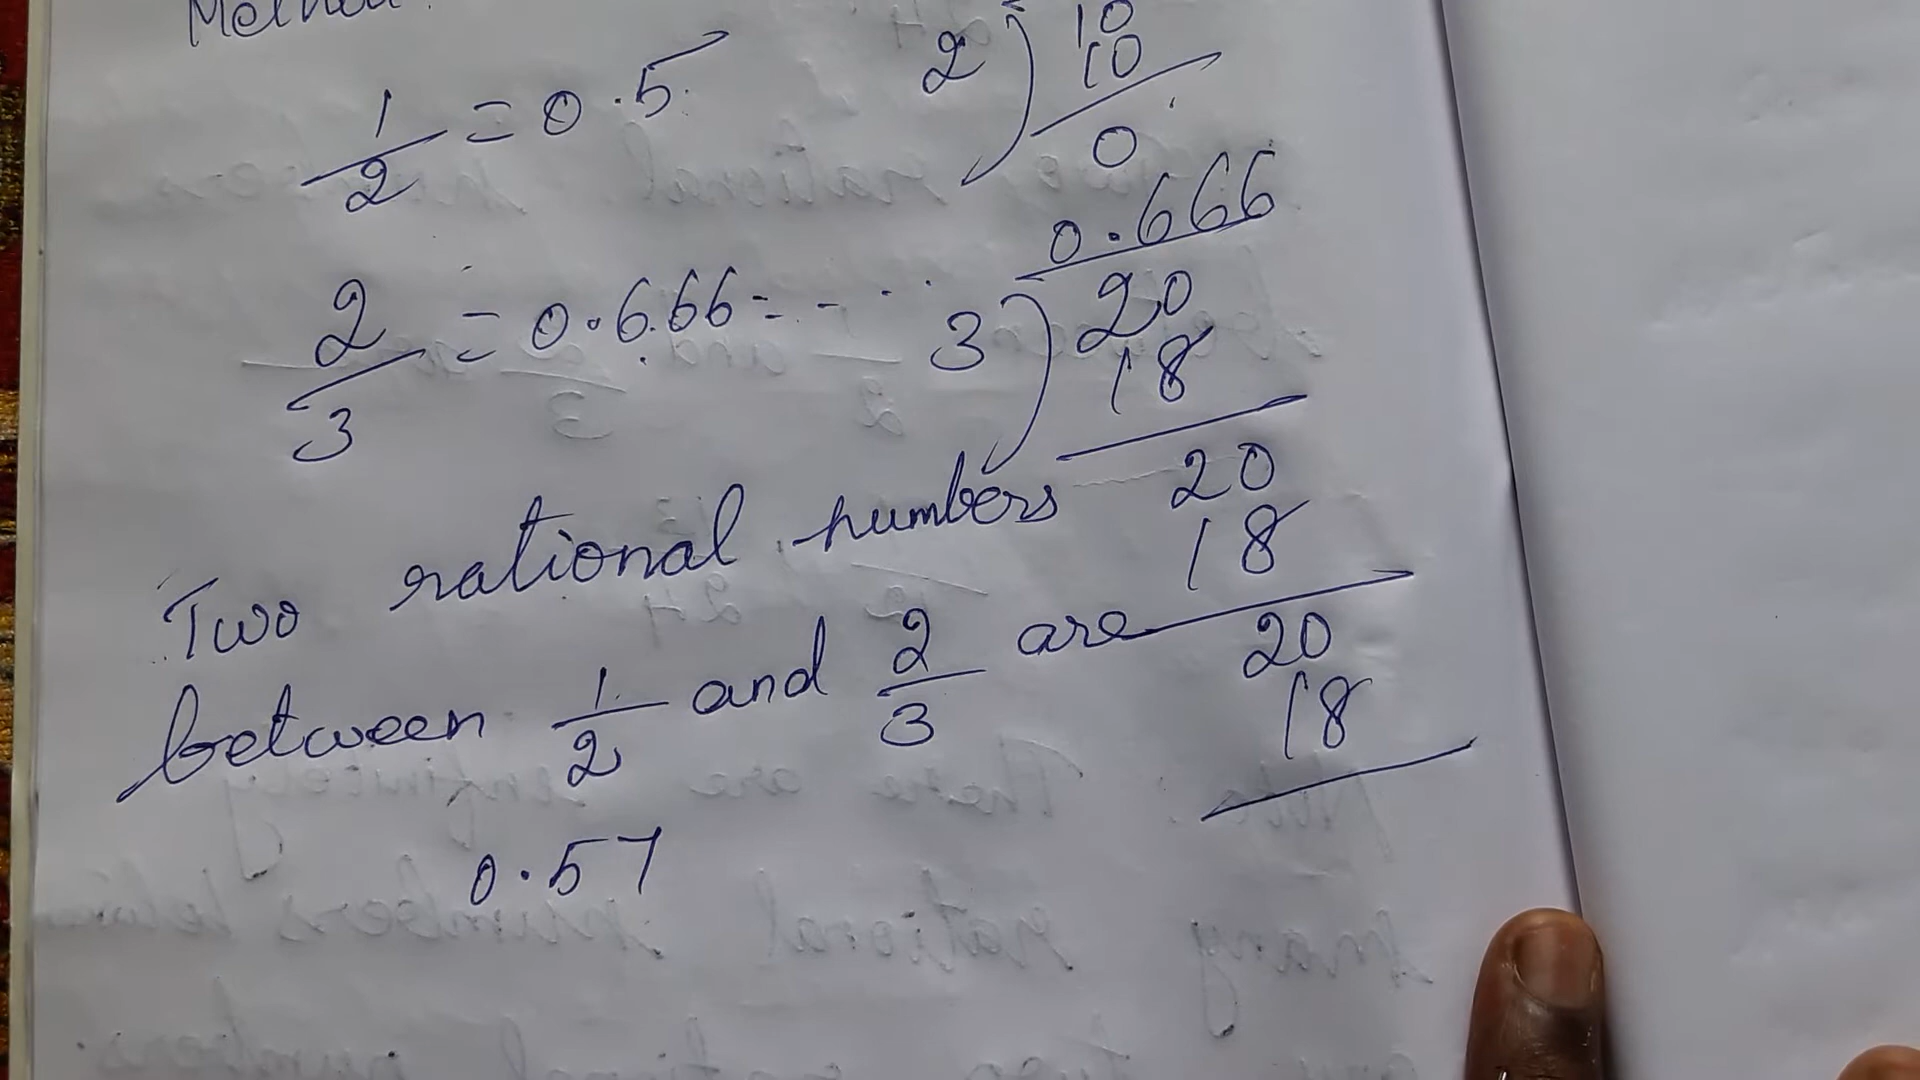 Method
1/2 = 0.5
2 ) 10
10
0
2/3 = 0.666 - - - ...
0.666
3 ) 20
18
20
18
20
18
Two rational numbers
between 1/2 and 2/3 are
0.57